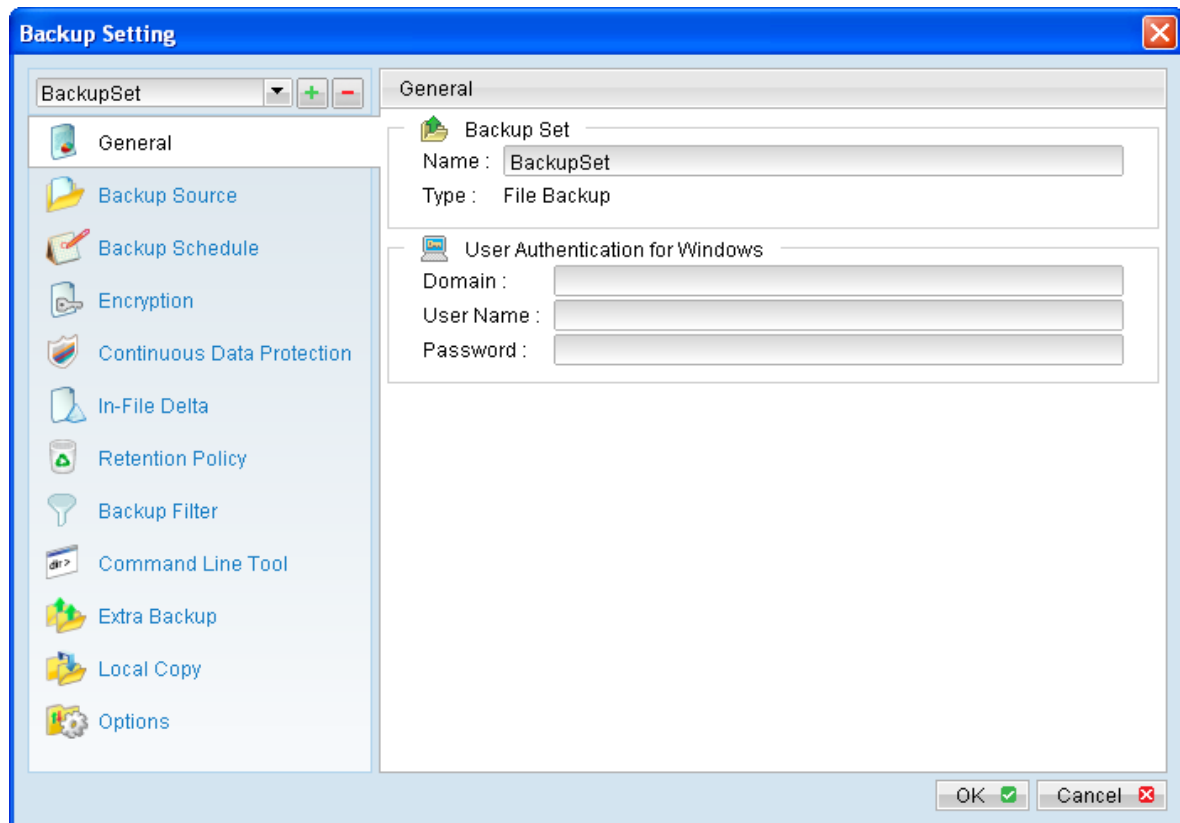 Backup Setting
BackupSet
General
Backup Source
Backup Schedule
Encryption
Continuous Data Protection
In-File Delta
Retention Policy
Backup Filter
dir>
Command Line Tool
Extra Backup
Local Copy
Options
General
Backup Set
Name : BackupSet
Type : File Backup
User Authentication for Windows
Domain :
User Name :
Password :
OK
Cancel